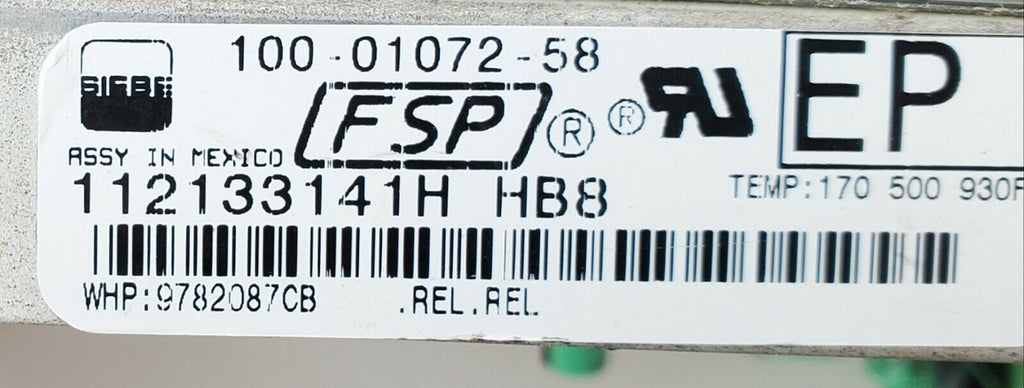 SIEBE
100-01072-58
FSP®
®
EP
ASSY IN MEXICO
112133141H HB8
TEMP:170 500 930F
WHP:9782087CB .REL.REL.